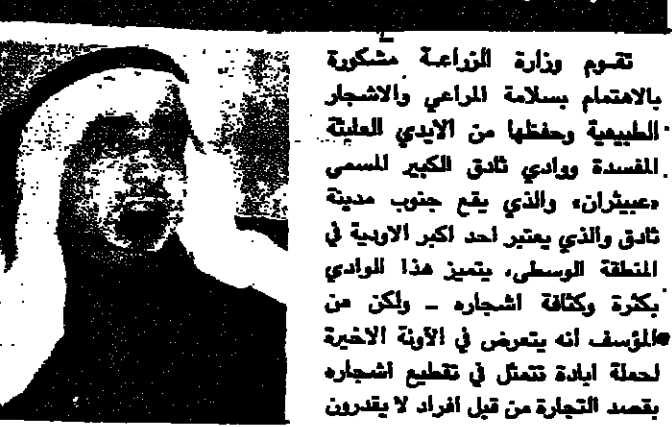 تقوم وزارة الزراعة مشكورة
بالاهتمام بسلامة المراعي والاشجار
الطبيعية وحفظها من الايدي العابثة
المفسدة ووادي ثادق الكبير المسمى
«عبيثران» والذي يقع جنوب مدينة
ثادق والذي يعتبر احد اكبر الاودية في
المنطقة الوسطى، يتميز هذا الوادي
بكثرة وكثافة اشجاره ـ ولكن من
المؤسف أنه يتعرض في الآونة الاخيرة
لحملة ابادة تتمثل في تقطيع اشجاره
بقصد التجارة من قبل افراد لا يقدرون